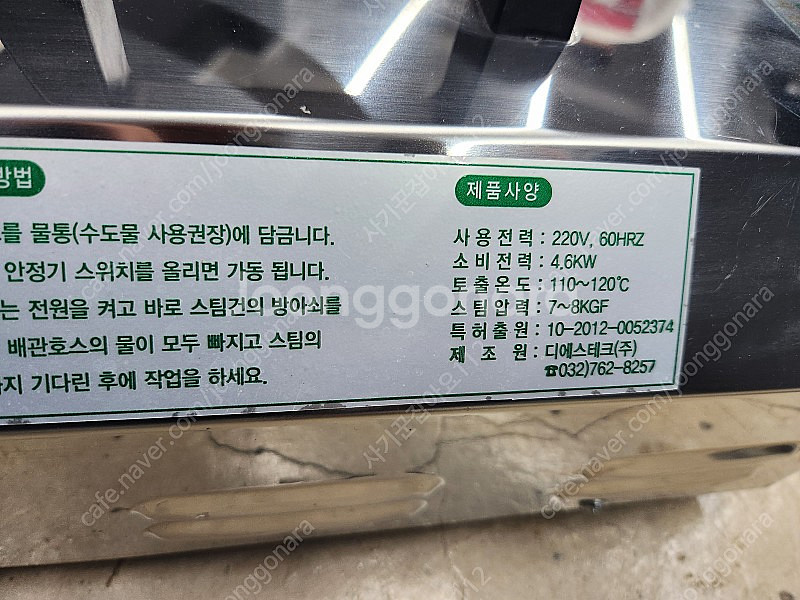 방법
를 물통(수도물 사용권장)에 담금니다.
안정기 스위치를 올리면 가동 됩니다.
는 전원을 켜고 바로 스팀건의 방아쇠를
배관호스의 물이 모두 빠지고 스팀의
지 기다린 후에 작업을 하세요.
제품사양
사용전력 : 220V, 60HRZ
소비전력 : 4,6KW
토출온도 : 110~120℃
스팀압력 : 7~8KGF
특허출원 : 10-2012-0052374
제 조 원 : 디에스테크(주)
☎032)762-8257
joonggonara
cafe.naver.com/joonggonara